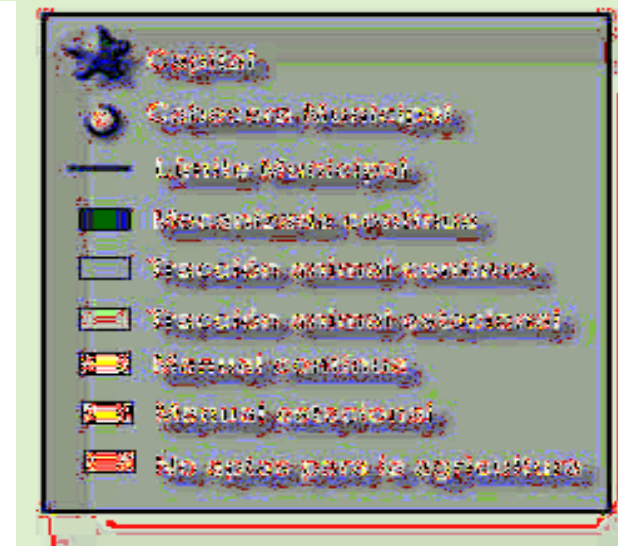 Capital
Cabecera Municipal
Límite Municipal
Mecanizada continua
Tracción animal continua
Tracción animal estacional
Manual continua
Manual estacional
No aptas para la agricultura